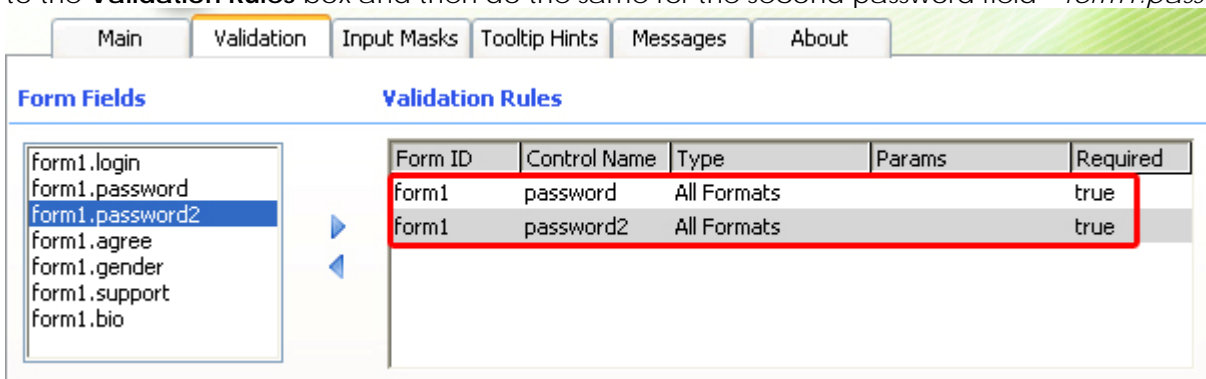 to the Validation Rules box and then do the same for the second password field - form1.pass
Main Validation Input Masks Tooltip Hints Messages About
Form Fields Validation Rules
form1.login
form1.password
form1.password2
form1.agree
form1.gender
form1.support
form1.bio
Form ID Control Name Type Params Required
form1 password All Formats true
form1 password2 All Formats true